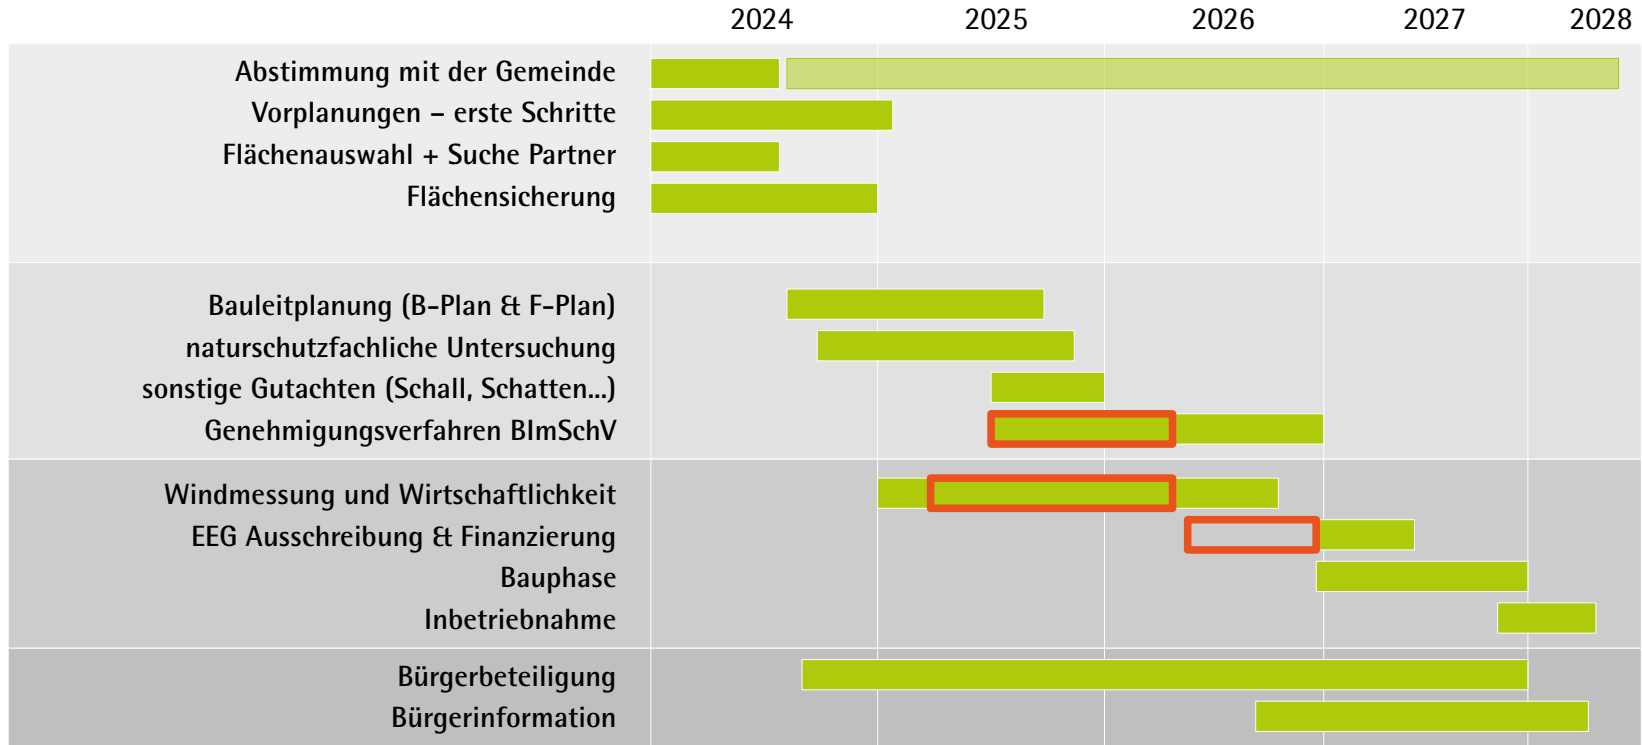 2024 2025 2026 2027 2028
Abstimmung mit der Gemeinde
Vorplanungen – erste Schritte
Flächenauswahl + Suche Partner
Flächensicherung
Bauleitplanung (B-Plan & F-Plan)
naturschutzfachliche Untersuchung
sonstige Gutachten (Schall, Schatten...)
Genehmigungsverfahren BImSchV
Windmessung und Wirtschaftlichkeit
EEG Ausschreibung & Finanzierung
Bauphase
Inbetriebnahme
Bürgerbeteiligung
Bürgerinformation